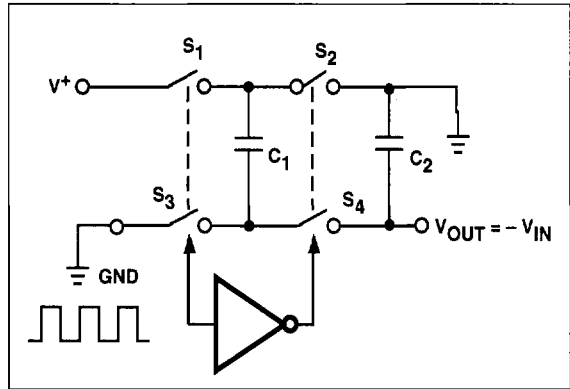 S1
S2
V+
C1
C2
S3
S4
VOUT = – VIN
GND